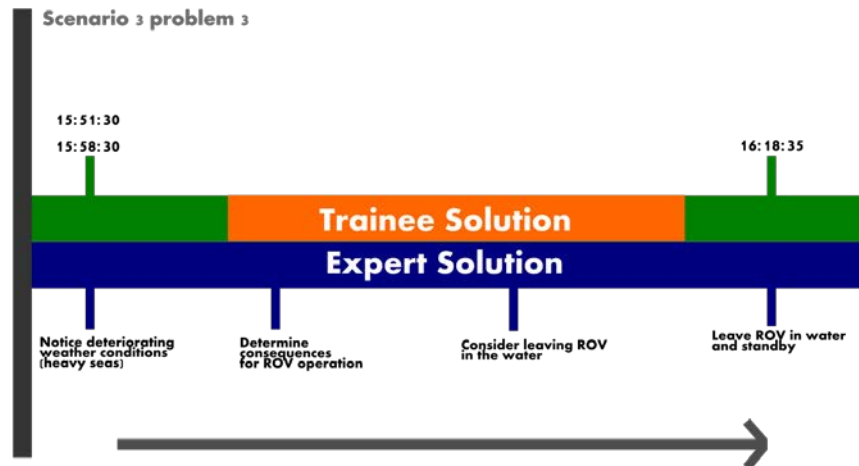 Scenario 3 problem 3
15:51:30
15:58:30
16:18:35
Trainee Solution
Expert Solution
Notice deteriorating
weather conditions
(heavy seas)
Determine
consequences
for ROV operation
Consider leaving ROV
in the water
Leave ROV in water
and standby